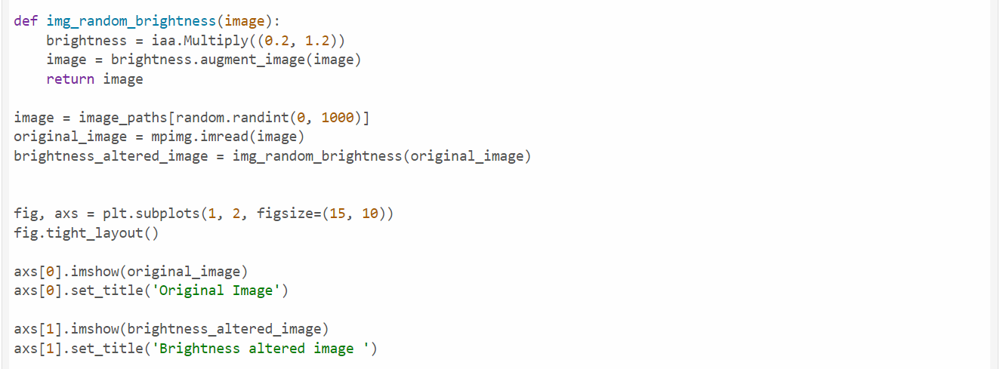 def img_random_brightness(image):
    brightness = iaa.Multiply((0.2, 1.2))
    image = brightness.augment_image(image)
    return image
image = image_paths[random.randint(0, 1000)]
original_image = mpimg.imread(image)
brightness_altered_image = img_random_brightness(original_image)
fig, axs = plt.subplots(1, 2, figsize=(15, 10))
fig.tight_layout()
axs[0].imshow(original_image)
axs[0].set_title('Original Image')
axs[1].imshow(brightness_altered_image)
axs[1].set_title('Brightness altered image ')